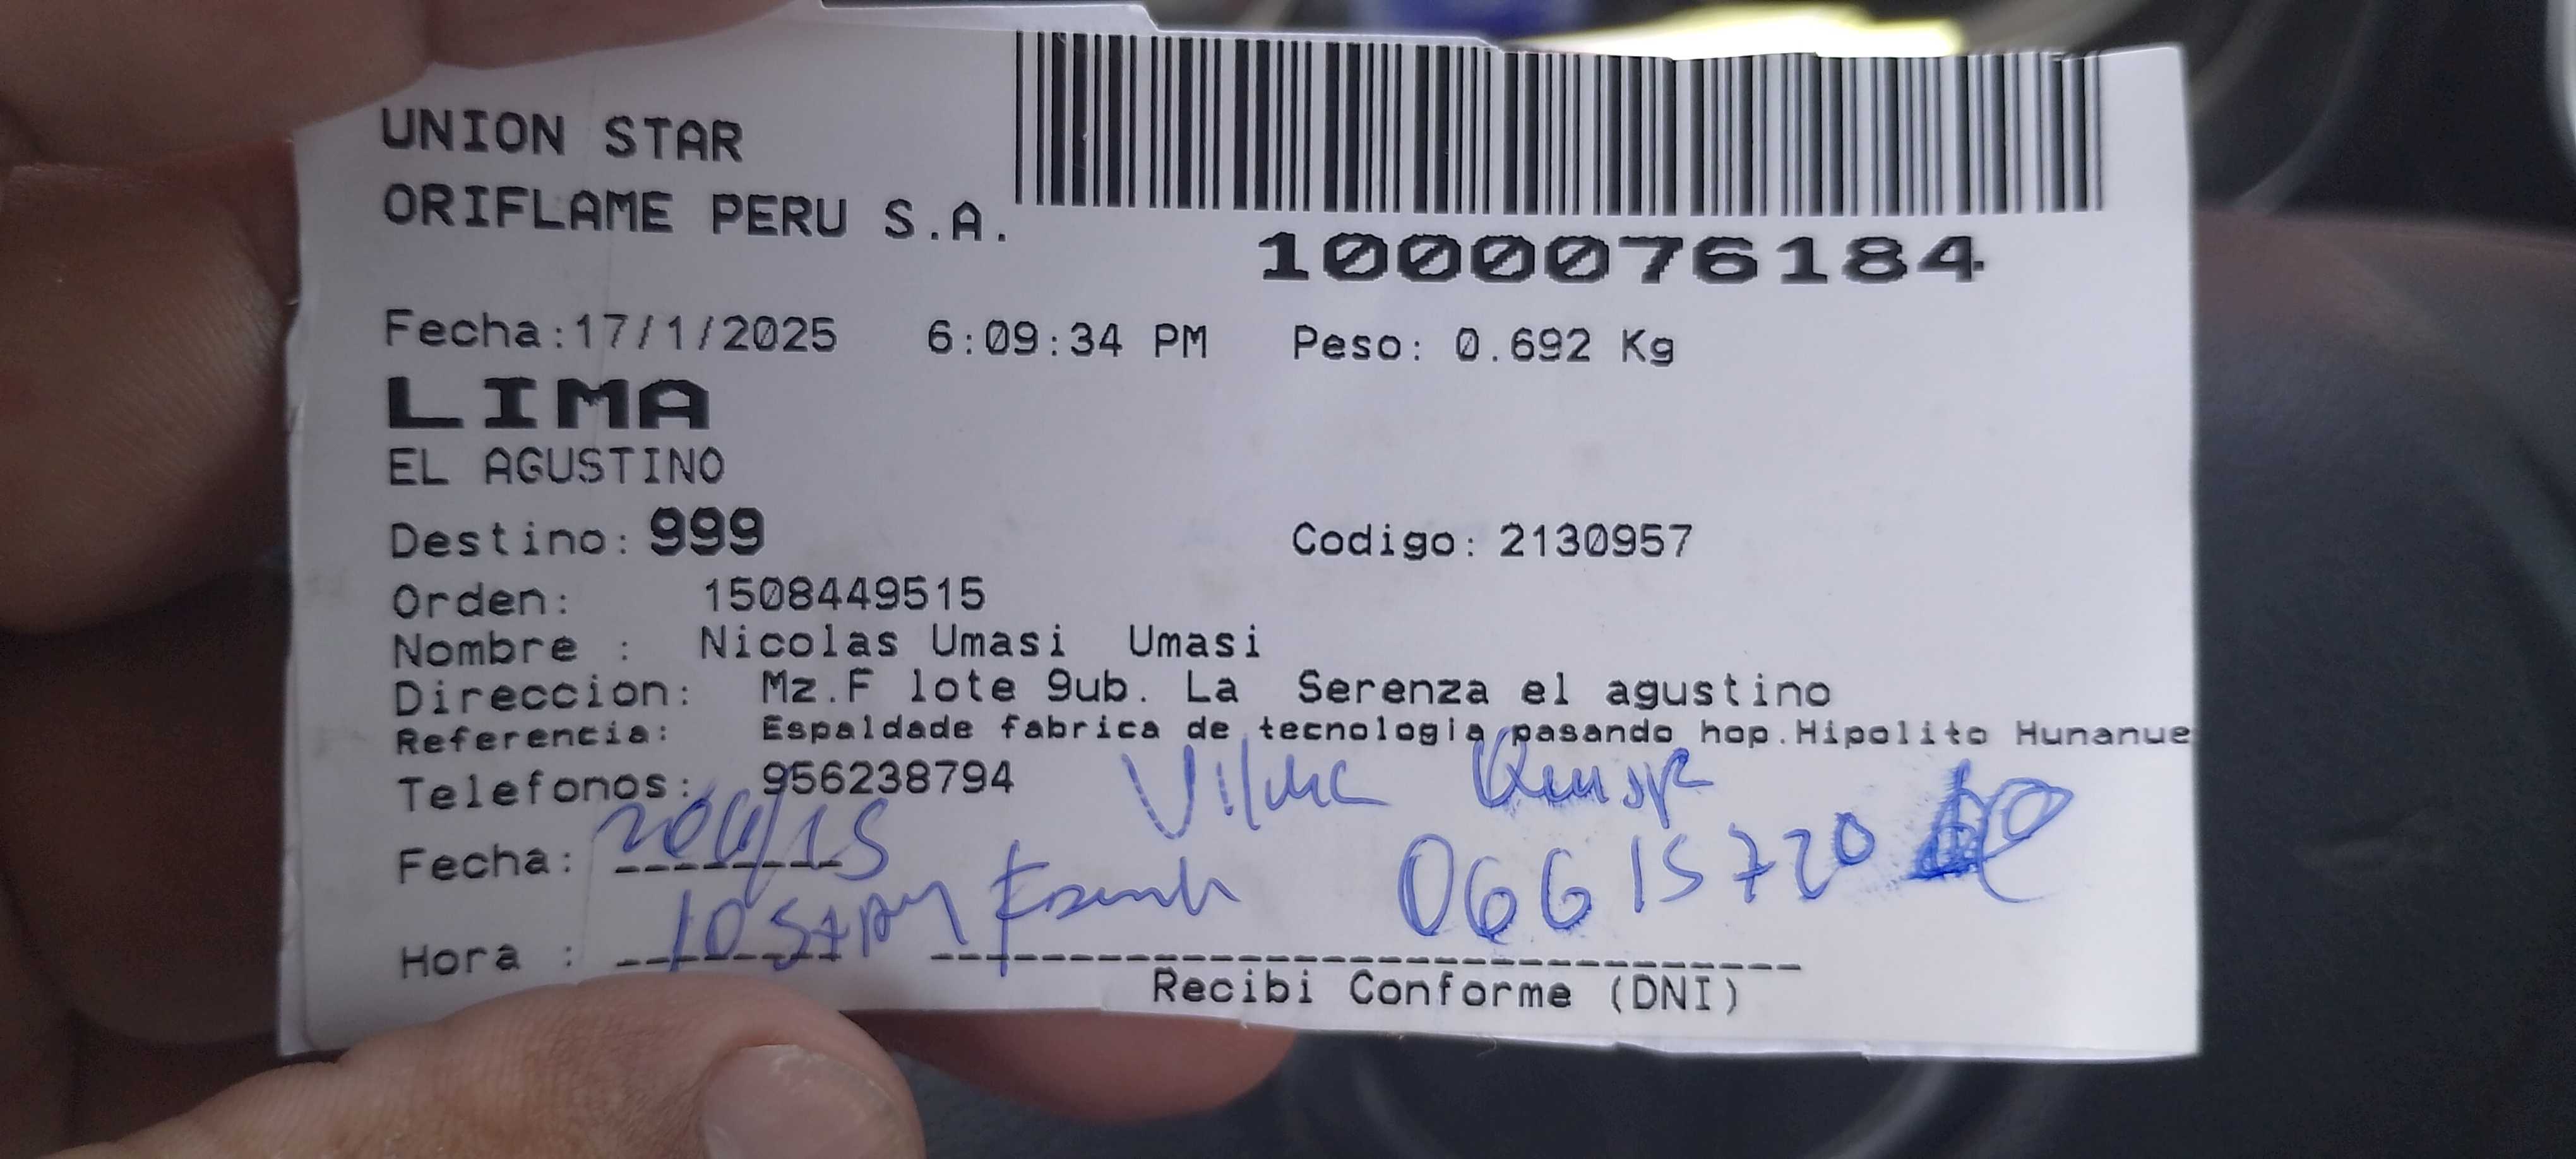 UNION STAR
ORIFLAME PERU S.A.
1000076184
Fecha:17/1/2025 6:09:34 PM Peso: 0.692 Kg
LIMA
EL AGUSTINO
Destino: 999 Codigo: 2130957
Orden: 1508449515
Nombre : Nicolas Umasi Umasi
Direccion: Mz.F lote 9ub. La Serenza el agustino
Referencia: Espaldade fabrica de tecnologia pasando hop.Hipolito Hunanue
Telefonos: 956238794 Vilma
Fecha:
06615720
Hora :
Recibi Conforme (DNI)